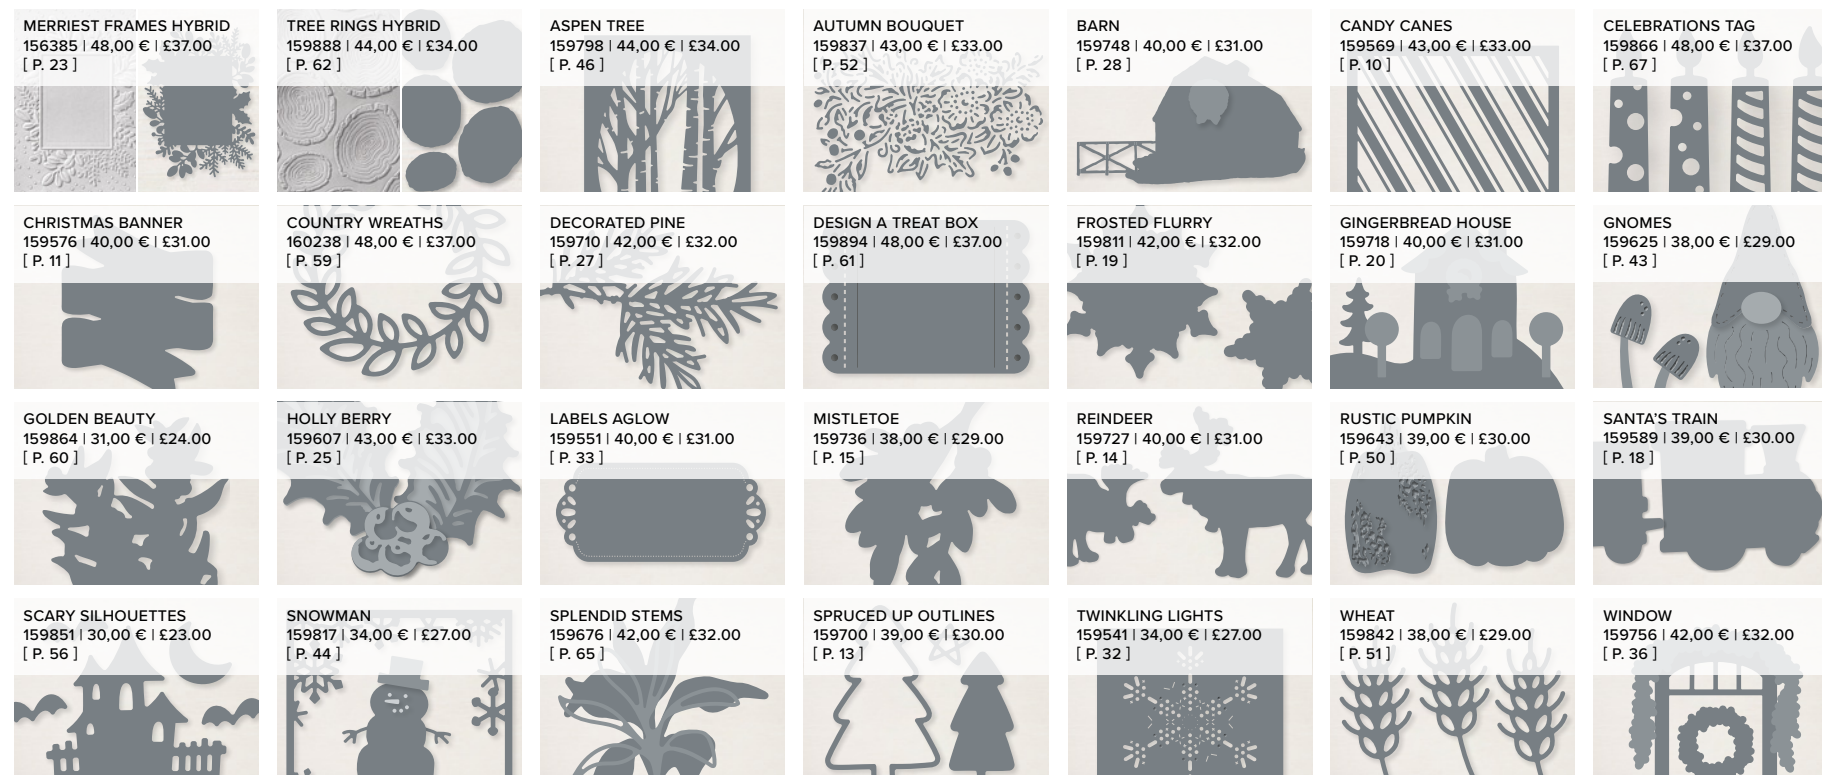 MERRIEST FRAMES HYBRID
156385 | 48,00 € | £37.00
[ P. 23 ]
TREE RINGS HYBRID
159888 | 44,00 € | £34.00
[ P. 62 ]
ASPEN TREE
159798 | 44,00 € | £34.00
[ P. 46 ]
AUTUMN BOUQUET
159837 | 43,00 € | £33.00
[ P. 52 ]
BARN
159748 | 40,00 € | £31.00
[ P. 28 ]
CANDY CANES
159569 | 43,00 € | £33.00
[ P. 10 ]
CELEBRATIONS TAG
159866 | 48,00 € | £37.00
[ P. 67 ]
CHRISTMAS BANNER
159576 | 40,00 € | £31.00
[ P. 11 ]
COUNTRY WREATHS
160238 | 48,00 € | £37.00
[ P. 59 ]
DECORATED PINE
159710 | 42,00 € | £32.00
[ P. 27 ]
DESIGN A TREAT BOX
159894 | 48,00 € | £37.00
[ P. 61 ]
FROSTED FLURRY
159811 | 42,00 € | £32.00
[ P. 19 ]
GINGERBREAD HOUSE
159718 | 40,00 € | £31.00
[ P. 20 ]
GNOMES
159625 | 38,00 € | £29.00
[ P. 43 ]
GOLDEN BEAUTY
159864 | 31,00 € | £24.00
[ P. 60 ]
HOLLY BERRY
159607 | 43,00 € | £33.00
[ P. 25 ]
LABELS AGLOW
159551 | 40,00 € | £31.00
[ P. 33 ]
MISTLETOE
159736 | 38,00 € | £29.00
[ P. 15 ]
REINDEER
159727 | 40,00 € | £31.00
[ P. 14 ]
RUSTIC PUMPKIN
159643 | 39,00 € | £30.00
[ P. 50 ]
SANTA’S TRAIN
159589 | 39,00 € | £30.00
[ P. 18 ]
SCARY SILHOUETTES
159851 | 30,00 € | £23.00
[ P. 56 ]
SNOWMAN
159817 | 34,00 € | £27.00
[ P. 44 ]
SPLENDID STEMS
159676 | 42,00 € | £32.00
[ P. 65 ]
SPRUCED UP OUTLINES
159700 | 39,00 € | £30.00
[ P. 13 ]
TWINKLING LIGHTS
159541 | 34,00 € | £27.00
[ P. 32 ]
WHEAT
159842 | 38,00 € | £29.00
[ P. 51 ]
WINDOW
159756 | 42,00 € | £32.00
[ P. 36 ]